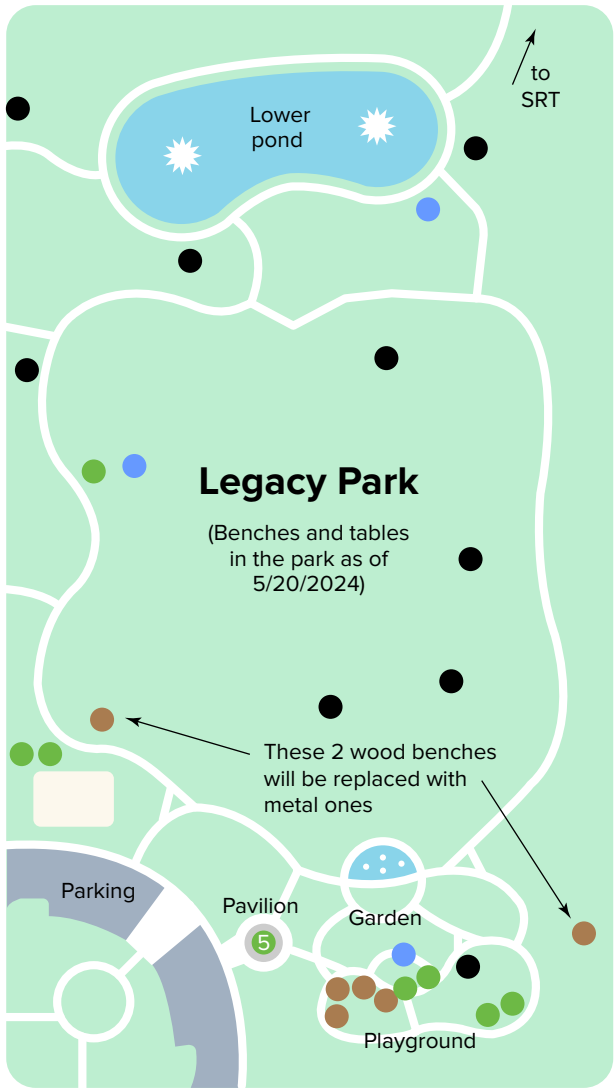 to
SRT
Lower
pond
Legacy Park
(Benches and tables
in the park as of
5/20/2024)
These 2 wood benches
will be replaced with
metal ones
Parking
Pavilion
5
Garden
Playground